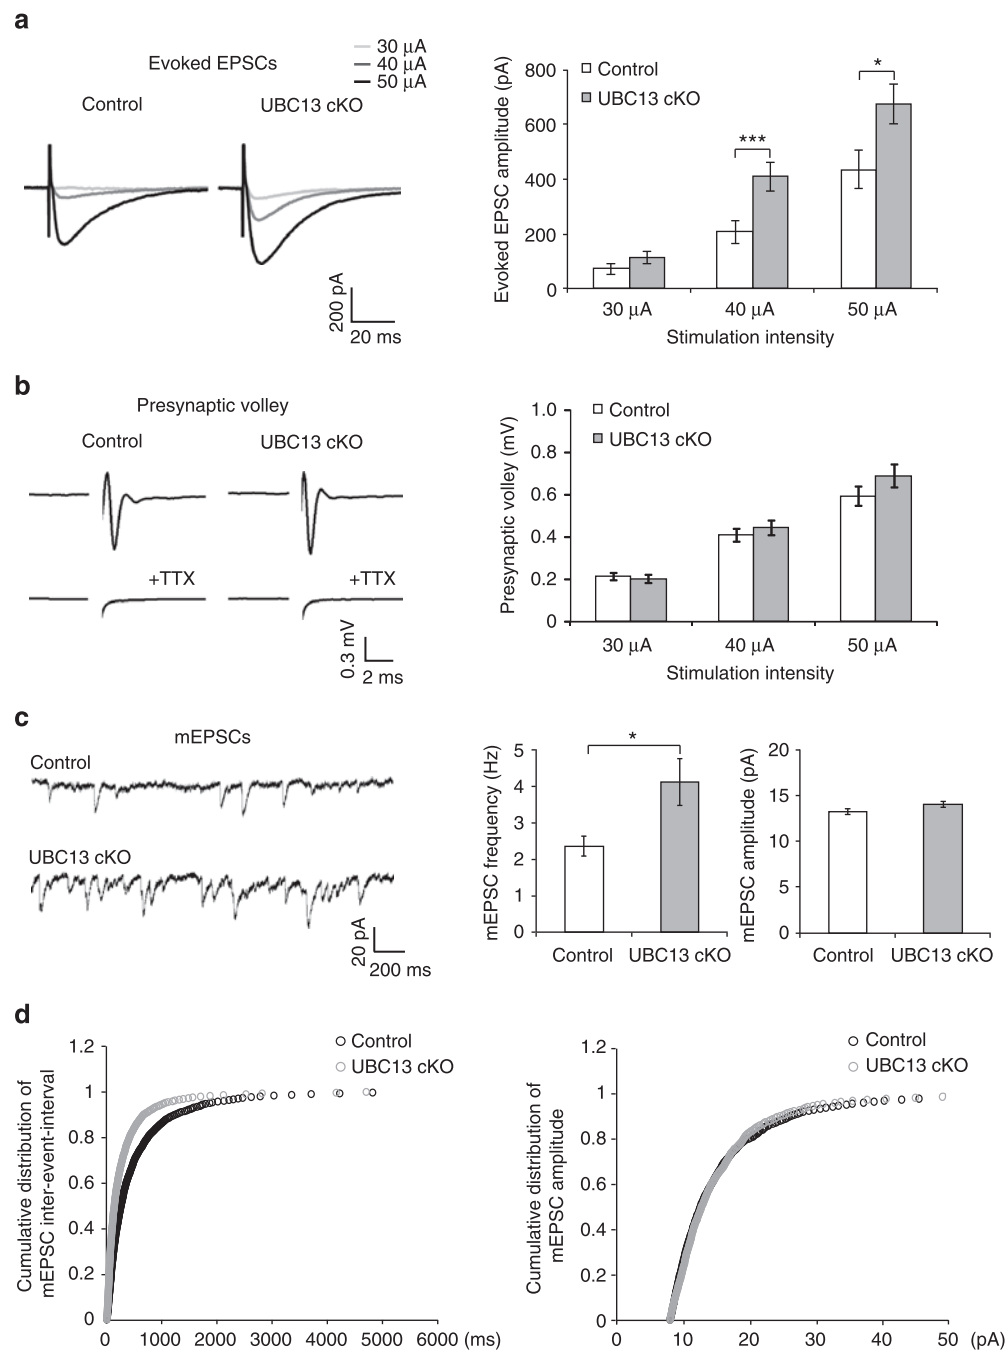 a
Evoked EPSCs
30 μA
40 μA
50 μA
Control
UBC13 cKO
200 pA
20 ms
Evoked EPSC amplitude (pA)
800
600
400
200
0
Control
UBC13 cKO
***
*
30 μA
40 μA
50 μA
Stimulation intensity
b
Presynaptic volley
Control
UBC13 cKO
+TTX
+TTX
0.3 mV
2 ms
Presynaptic volley (mV)
1.0
0.8
0.6
0.4
0.2
0
Control
UBC13 cKO
30 μA
40 μA
50 μA
Stimulation intensity
c
mEPSCs
Control
UBC13 cKO
20 pA
200 ms
mEPSC frequency (Hz)
5
4
3
2
1
0
*
Control
UBC13 cKO
mEPSC amplitude (pA)
20
15
10
5
0
Control
UBC13 cKO
d
Cumulative distribution of
mEPSC inter-event-interval
1.2
1
0.8
0.6
0.4
0.2
0
Control
UBC13 cKO
0 1000 2000 3000 4000 5000 6000 (ms)
Cumulative distribution of
mEPSC amplitude
1.2
1
0.8
0.6
0.4
0.2
0
Control
UBC13 cKO
0 10 20 30 40 50 (pA)